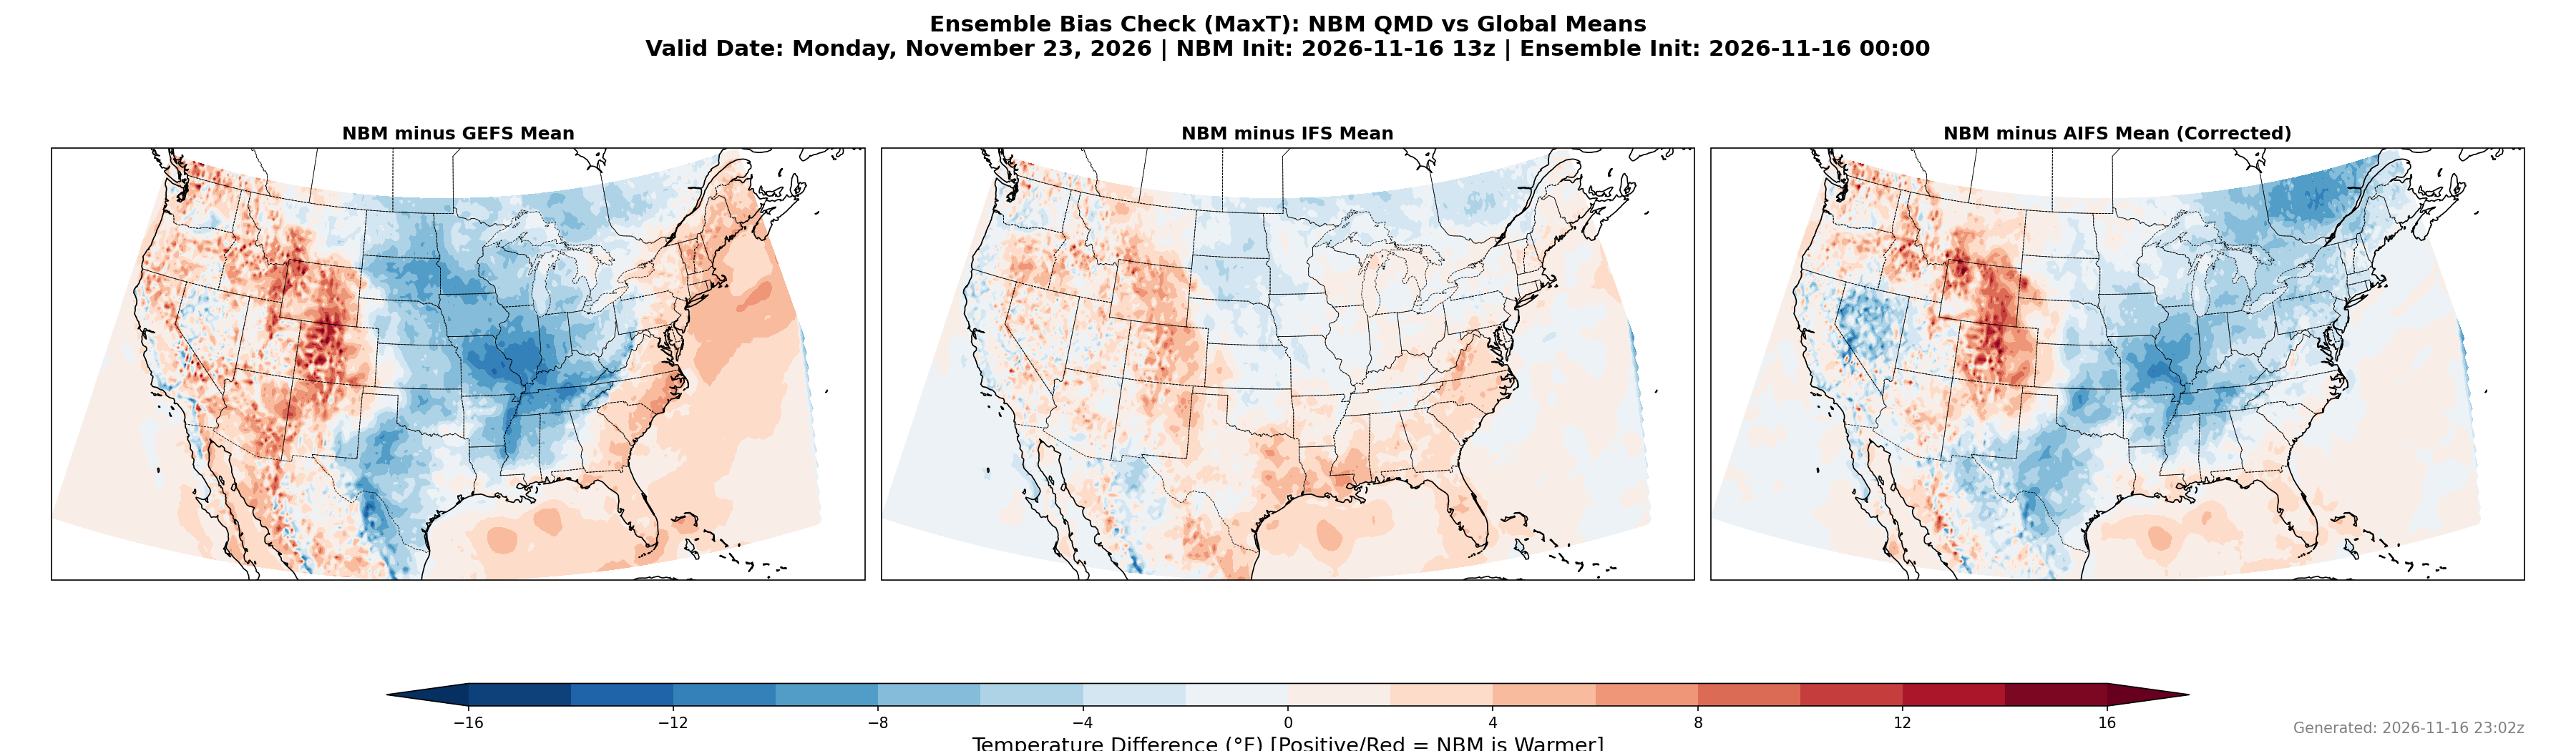 Ensemble Bias Check (MaxT): NBM QMD vs Global Means
Valid Date: Monday, November 23, 2026 | NBM Init: 2026-11-16 13z | Ensemble Init: 2026-11-16 00:00
NBM minus GEFS Mean
NBM minus IFS Mean
NBM minus AIFS Mean (Corrected)
−16 −12 −8 −4 0 4 8 12 16
Temperature Difference (°F) [Positive/Red = NBM is Warmer]
Generated: 2026-11-16 23:02z